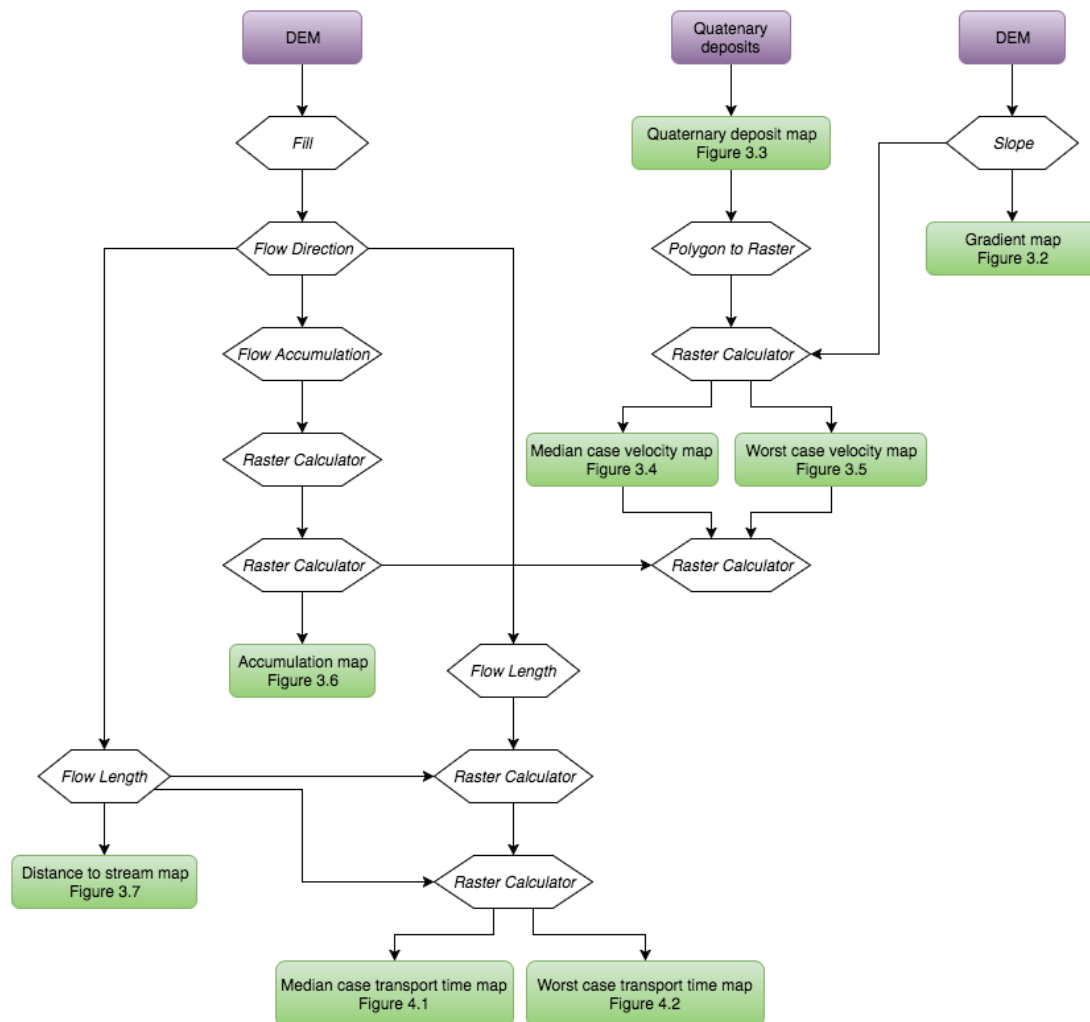 DEM
Quatenary
deposits
DEM
Fill
Quaternary deposit map
Figure 3.3
Slope
Flow Direction
Polygon to Raster
Gradient map
Figure 3.2
Flow Accumulation
Raster Calculator
Raster Calculator
Median case velocity map
Figure 3.4
Worst case velocity map
Figure 3.5
Raster Calculator
Raster Calculator
Accumulation map
Figure 3.6
Flow Length
Flow Length
Raster Calculator
Distance to stream map
Figure 3.7
Raster Calculator
Median case transport time map
Figure 4.1
Worst case transport time map
Figure 4.2